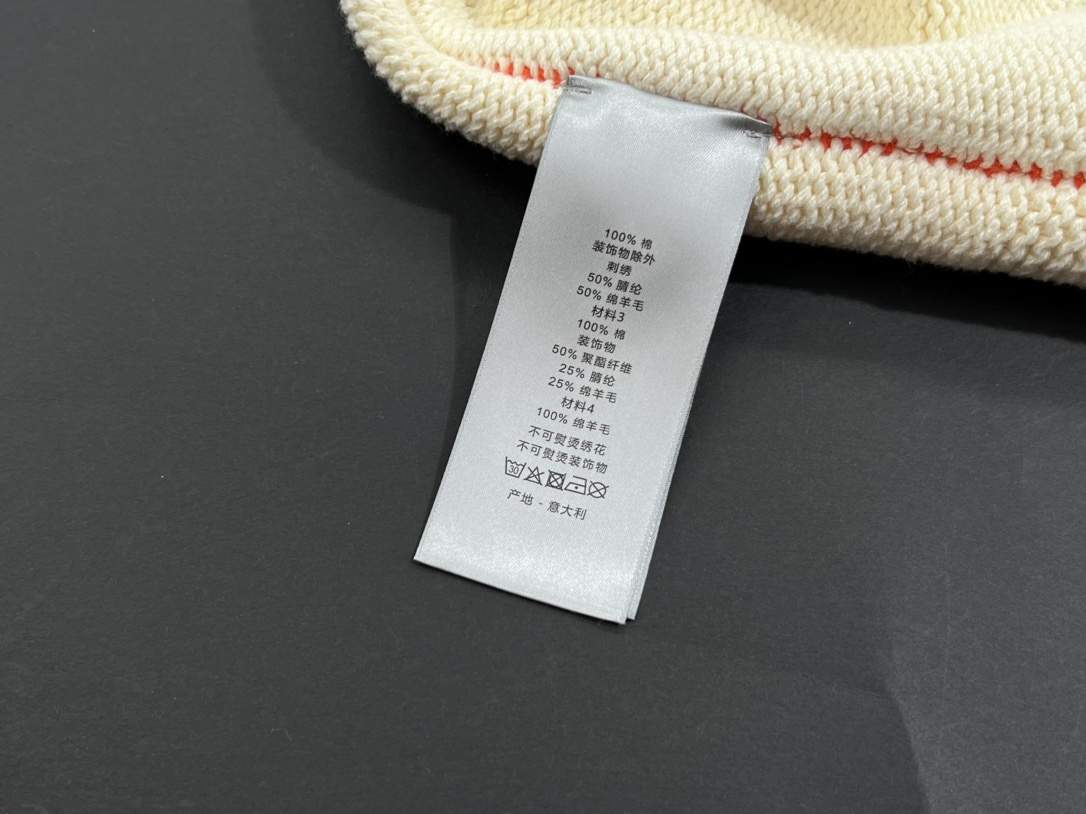 100% 棉
装饰物除外
刺绣
50% 腈纶
50% 绵羊毛
材料3
100% 棉
装饰物
50% 聚酯纤维
25% 腈纶
25% 绵羊毛
材料4
100% 绵羊毛
不可熨烫绣花
不可熨烫装饰物
30
产地 - 意大利